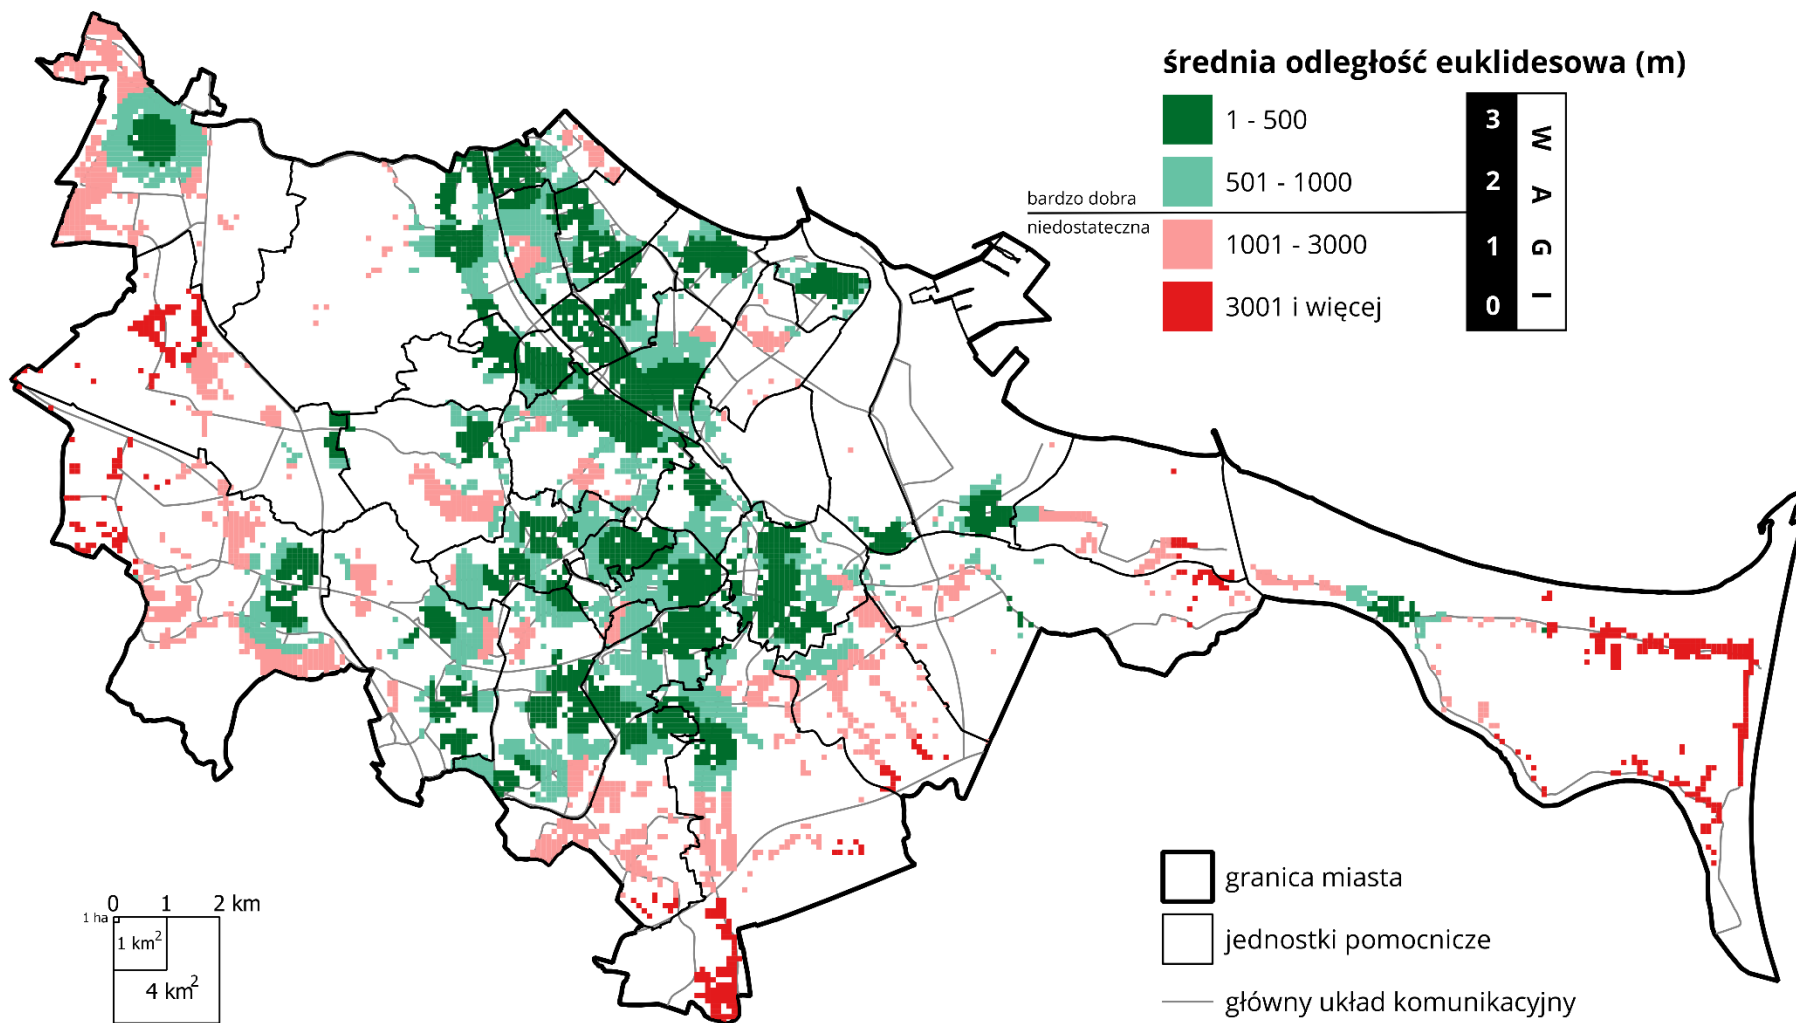 średnia odległość euklidesowa (m)
1 - 500
501 - 1000
1001 - 3000
3001 i więcej
bardzo dobra
niedostateczna
3
2
1
0
WAGI
granica miasta
jednostki pomocnicze
główny układ komunikacyjny
0 1 2 km
1 ha
1 km²
4 km²